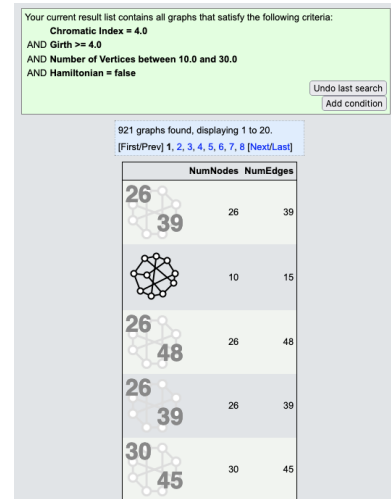 Your current result list contains all graphs that satisfy the following criteria:
Chromatic Index = 4.0
AND Girth >= 4.0
AND Number of Vertices between 10.0 and 30.0
AND Hamiltonian = false
Undo last search
Add condition
921 graphs found, displaying 1 to 20.
[First/Prev] 1, 2, 3, 4, 5, 6, 7, 8 [Next/Last]
NumNodes NumEdges
26 39 26 39
10 15
26 48 26 48
26 39 26 39
30 45 30 45